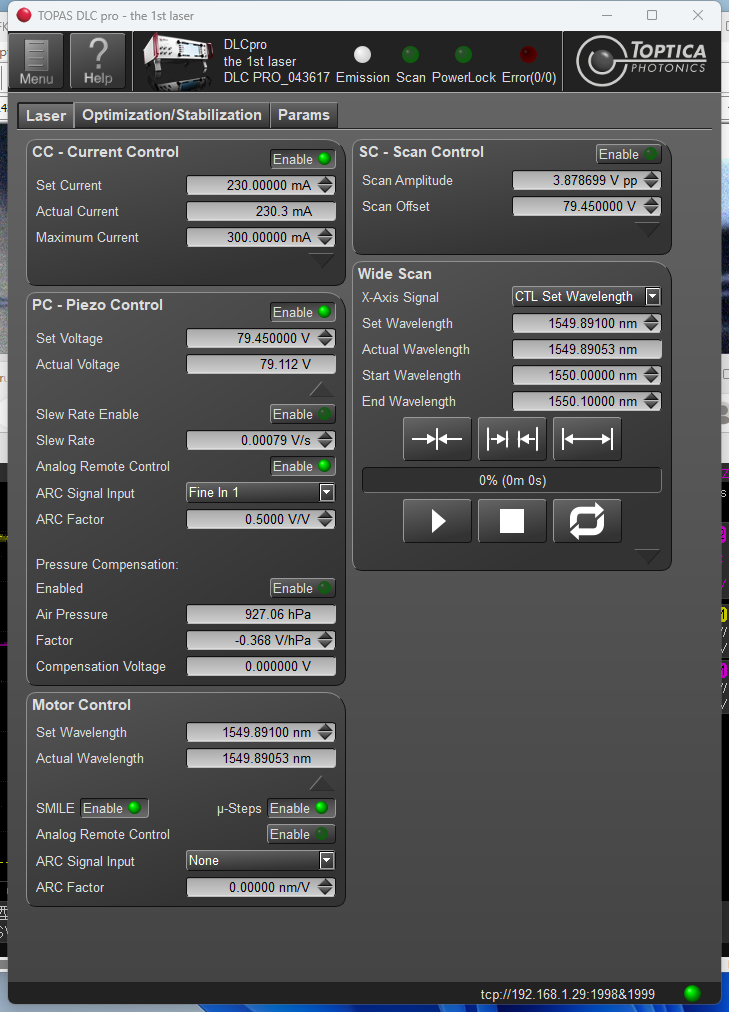 TOPAS DLC pro - the 1st laser
Menu
Help
DLCpro
the 1st laser
DLC PRO_043617
Emission
Scan
PowerLock
Error(0/0)
TOPTICA
PHOTONICS
Laser
Optimization/Stabilization
Params
CC - Current Control
Enable
Set Current
230.00000 mA
Actual Current
230.3 mA
Maximum Current
300.00000 mA
PC - Piezo Control
Enable
Set Voltage
79.450000 V
Actual Voltage
79.112 V
Slew Rate Enable
Enable
Slew Rate
0.00079 V/s
Analog Remote Control
Enable
ARC Signal Input
Fine In 1
ARC Factor
0.5000 V/V
Pressure Compensation:
Enabled
Enable
Air Pressure
927.06 hPa
Factor
-0.368 V/hPa
Compensation Voltage
0.000000 V
Motor Control
Set Wavelength
1549.89100 nm
Actual Wavelength
1549.89053 nm
SMILE
Enable
µ-Steps
Enable
Analog Remote Control
Enable
ARC Signal Input
None
ARC Factor
0.00000 nm/V
SC - Scan Control
Enable
Scan Amplitude
3.878699 V pp
Scan Offset
79.450000 V
Wide Scan
X-Axis Signal
CTL Set Wavelength
Set Wavelength
1549.89100 nm
Actual Wavelength
1549.89053 nm
Start Wavelength
1550.00000 nm
End Wavelength
1550.10000 nm
0% (0m 0s)
tcp://192.168.1.29:1998&1999